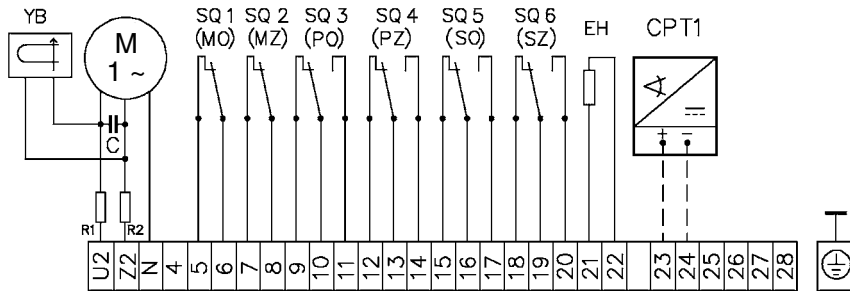 YB
M
1 ~
C
R1
R2
SQ 1 SQ 2 SQ 3 SQ 4 SQ 5 SQ 6
(MO) (MZ) (PO) (PZ) (SO) (SZ)
EH
CPT1
+ −
U2 Z2 N 4 5 6 7 8 9 10 11 12 13 14 15 16 17 18 19 20 21 22 23 24 25 26 27 28